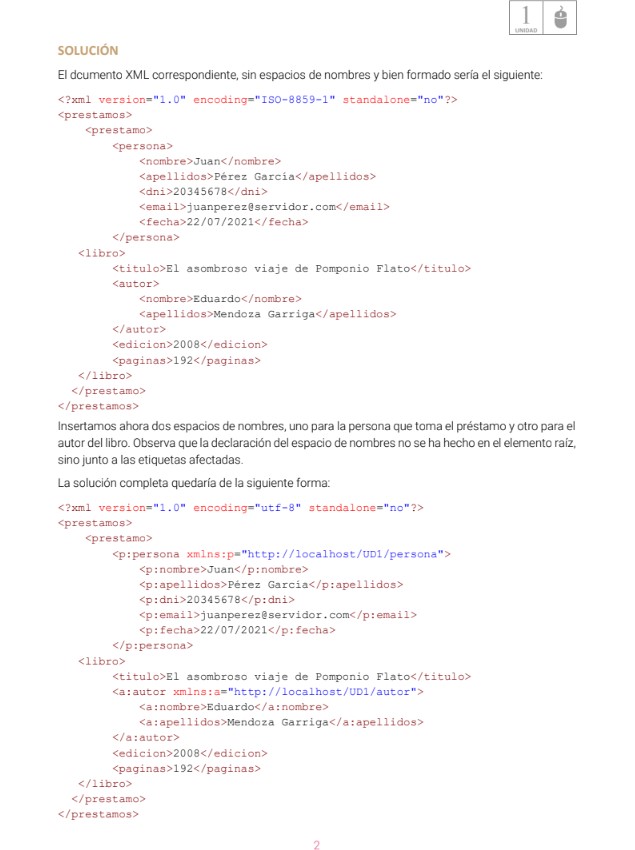 1
UNIDAD
SOLUCIÓN
El dcumento XML correspondiente, sin espacios de nombres y bien formado sería el siguiente:
<?xml version="1.0" encoding="ISO-8859-1" standalone="no"?>
<prestamos>
    <prestamo>
        <persona>
            <nombre>Juan</nombre>
            <apellidos>Pérez García</apellidos>
            <dni>20345678</dni>
            <email>juanperez@servidor.com</email>
            <fecha>22/07/2021</fecha>
        </persona>
   <libro>
        <titulo>El asombroso viaje de Pomponio Flato</titulo>
        <autor>
            <nombre>Eduardo</nombre>
            <apellidos>Mendoza Garriga</apellidos>
        </autor>
        <edicion>2008</edicion>
        <paginas>192</paginas>
   </libro>
  </prestamo>
</prestamos>
Insertamos ahora dos espacios de nombres, uno para la persona que toma el préstamo y otro para el
autor del libro. Observa que la declaración del espacio de nombres no se ha hecho en el elemento raíz,
sino junto a las etiquetas afectadas.
La solución completa quedaría de la siguiente forma:
<?xml version="1.0" encoding="utf-8" standalone="no"?>
<prestamos>
    <prestamo>
        <p:persona xmlns:p="http://localhost/UD1/persona">
            <p:nombre>Juan</p:nombre>
            <p:apellidos>Pérez García</p:apellidos>
            <p:dni>20345678</p:dni>
            <p:email>juanperez@servidor.com</p:email>
            <p:fecha>22/07/2021</p:fecha>
        </p:persona>
   <libro>
        <titulo>El asombroso viaje de Pomponio Flato</titulo>
        <a:autor xmlns:a="http://localhost/UD1/autor">
            <a:nombre>Eduardo</a:nombre>
            <a:apellidos>Mendoza Garriga</a:apellidos>
        </a:autor>
        <edicion>2008</edicion>
        <paginas>192</paginas>
   </libro>
  </prestamo>
</prestamos>
2